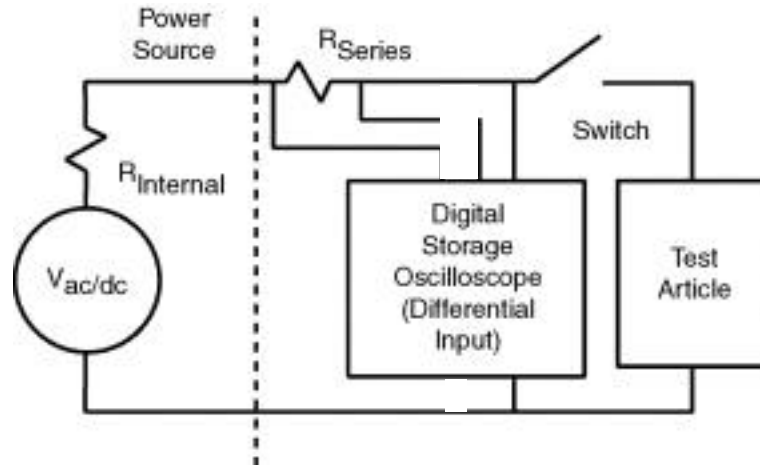 Power
Source
RSeries
Switch
RInternal
Vac/dc
Digital
Storage
Oscilloscope
(Differential
Input)
Test
Article